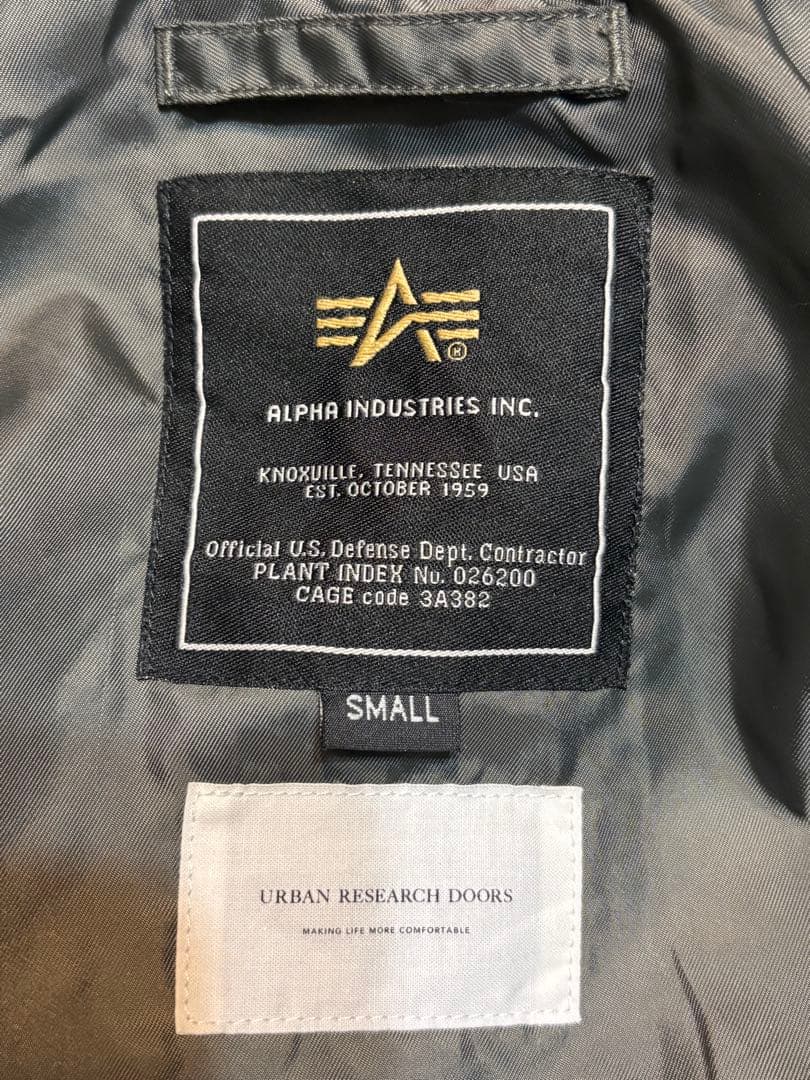 ALPHA INDUSTRIES INC.
KNOXVILLE, TENNESSEE USA
EST. OCTOBER 1959
Official U.S. Defense Dept. Contractor
PLANT INDEX No. 026200
CAGE code 3A382
SMALL
URBAN RESEARCH DOORS
MAKING LIFE MORE COMFORTABLE